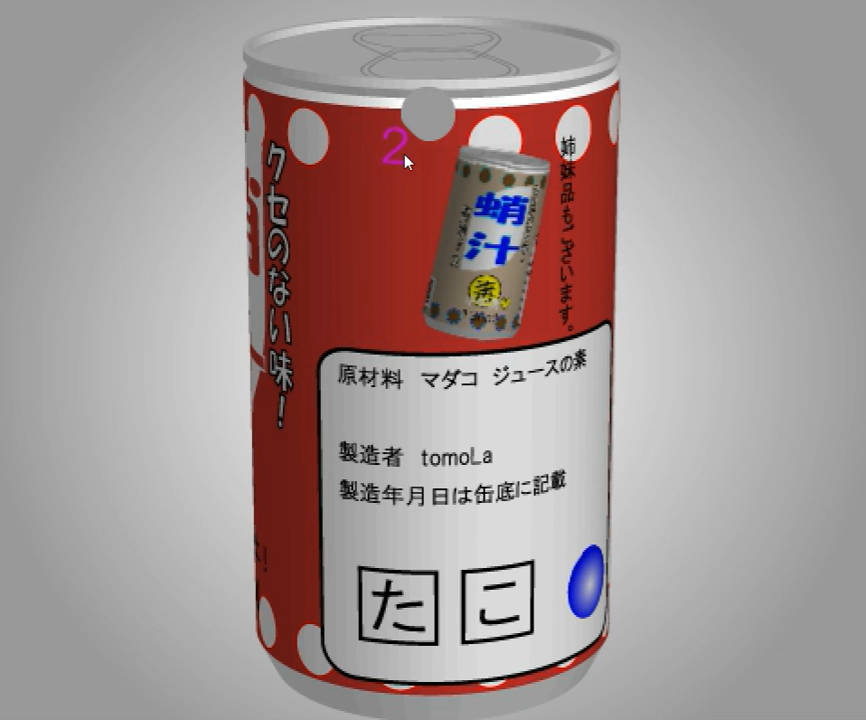 クセのない味！
2
姉妹品もございます。
蛸
汁
原材料 マダコ ジュースの素
製造者 tomoLa
製造年月日は缶底に記載
たこ